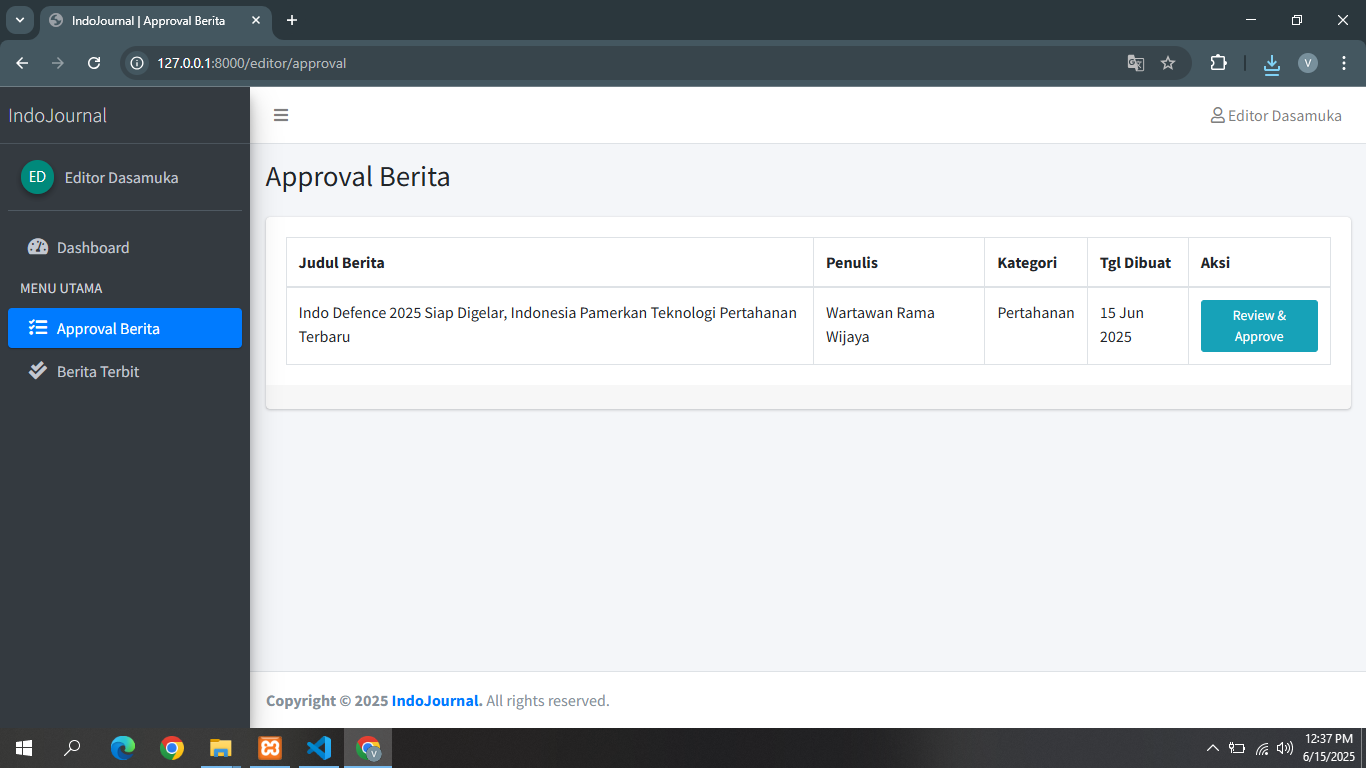 IndoJournal | Approval Berita
127.0.0.1:8000/editor/approval
V
IndoJournal
Editor Dasamuka
ED
Editor Dasamuka
Dashboard
MENU UTAMA
Approval Berita
Berita Terbit
Approval Berita
Judul Berita
Penulis
Kategori
Tgl Dibuat
Aksi
Indo Defence 2025 Siap Digelar, Indonesia Pamerkan Teknologi Pertahanan
Terbaru
Wartawan Rama
Wijaya
Pertahanan
15 Jun
2025
Review &
Approve
Copyright © 2025 IndoJournal. All rights reserved.
V
12:37 PM
6/15/2025